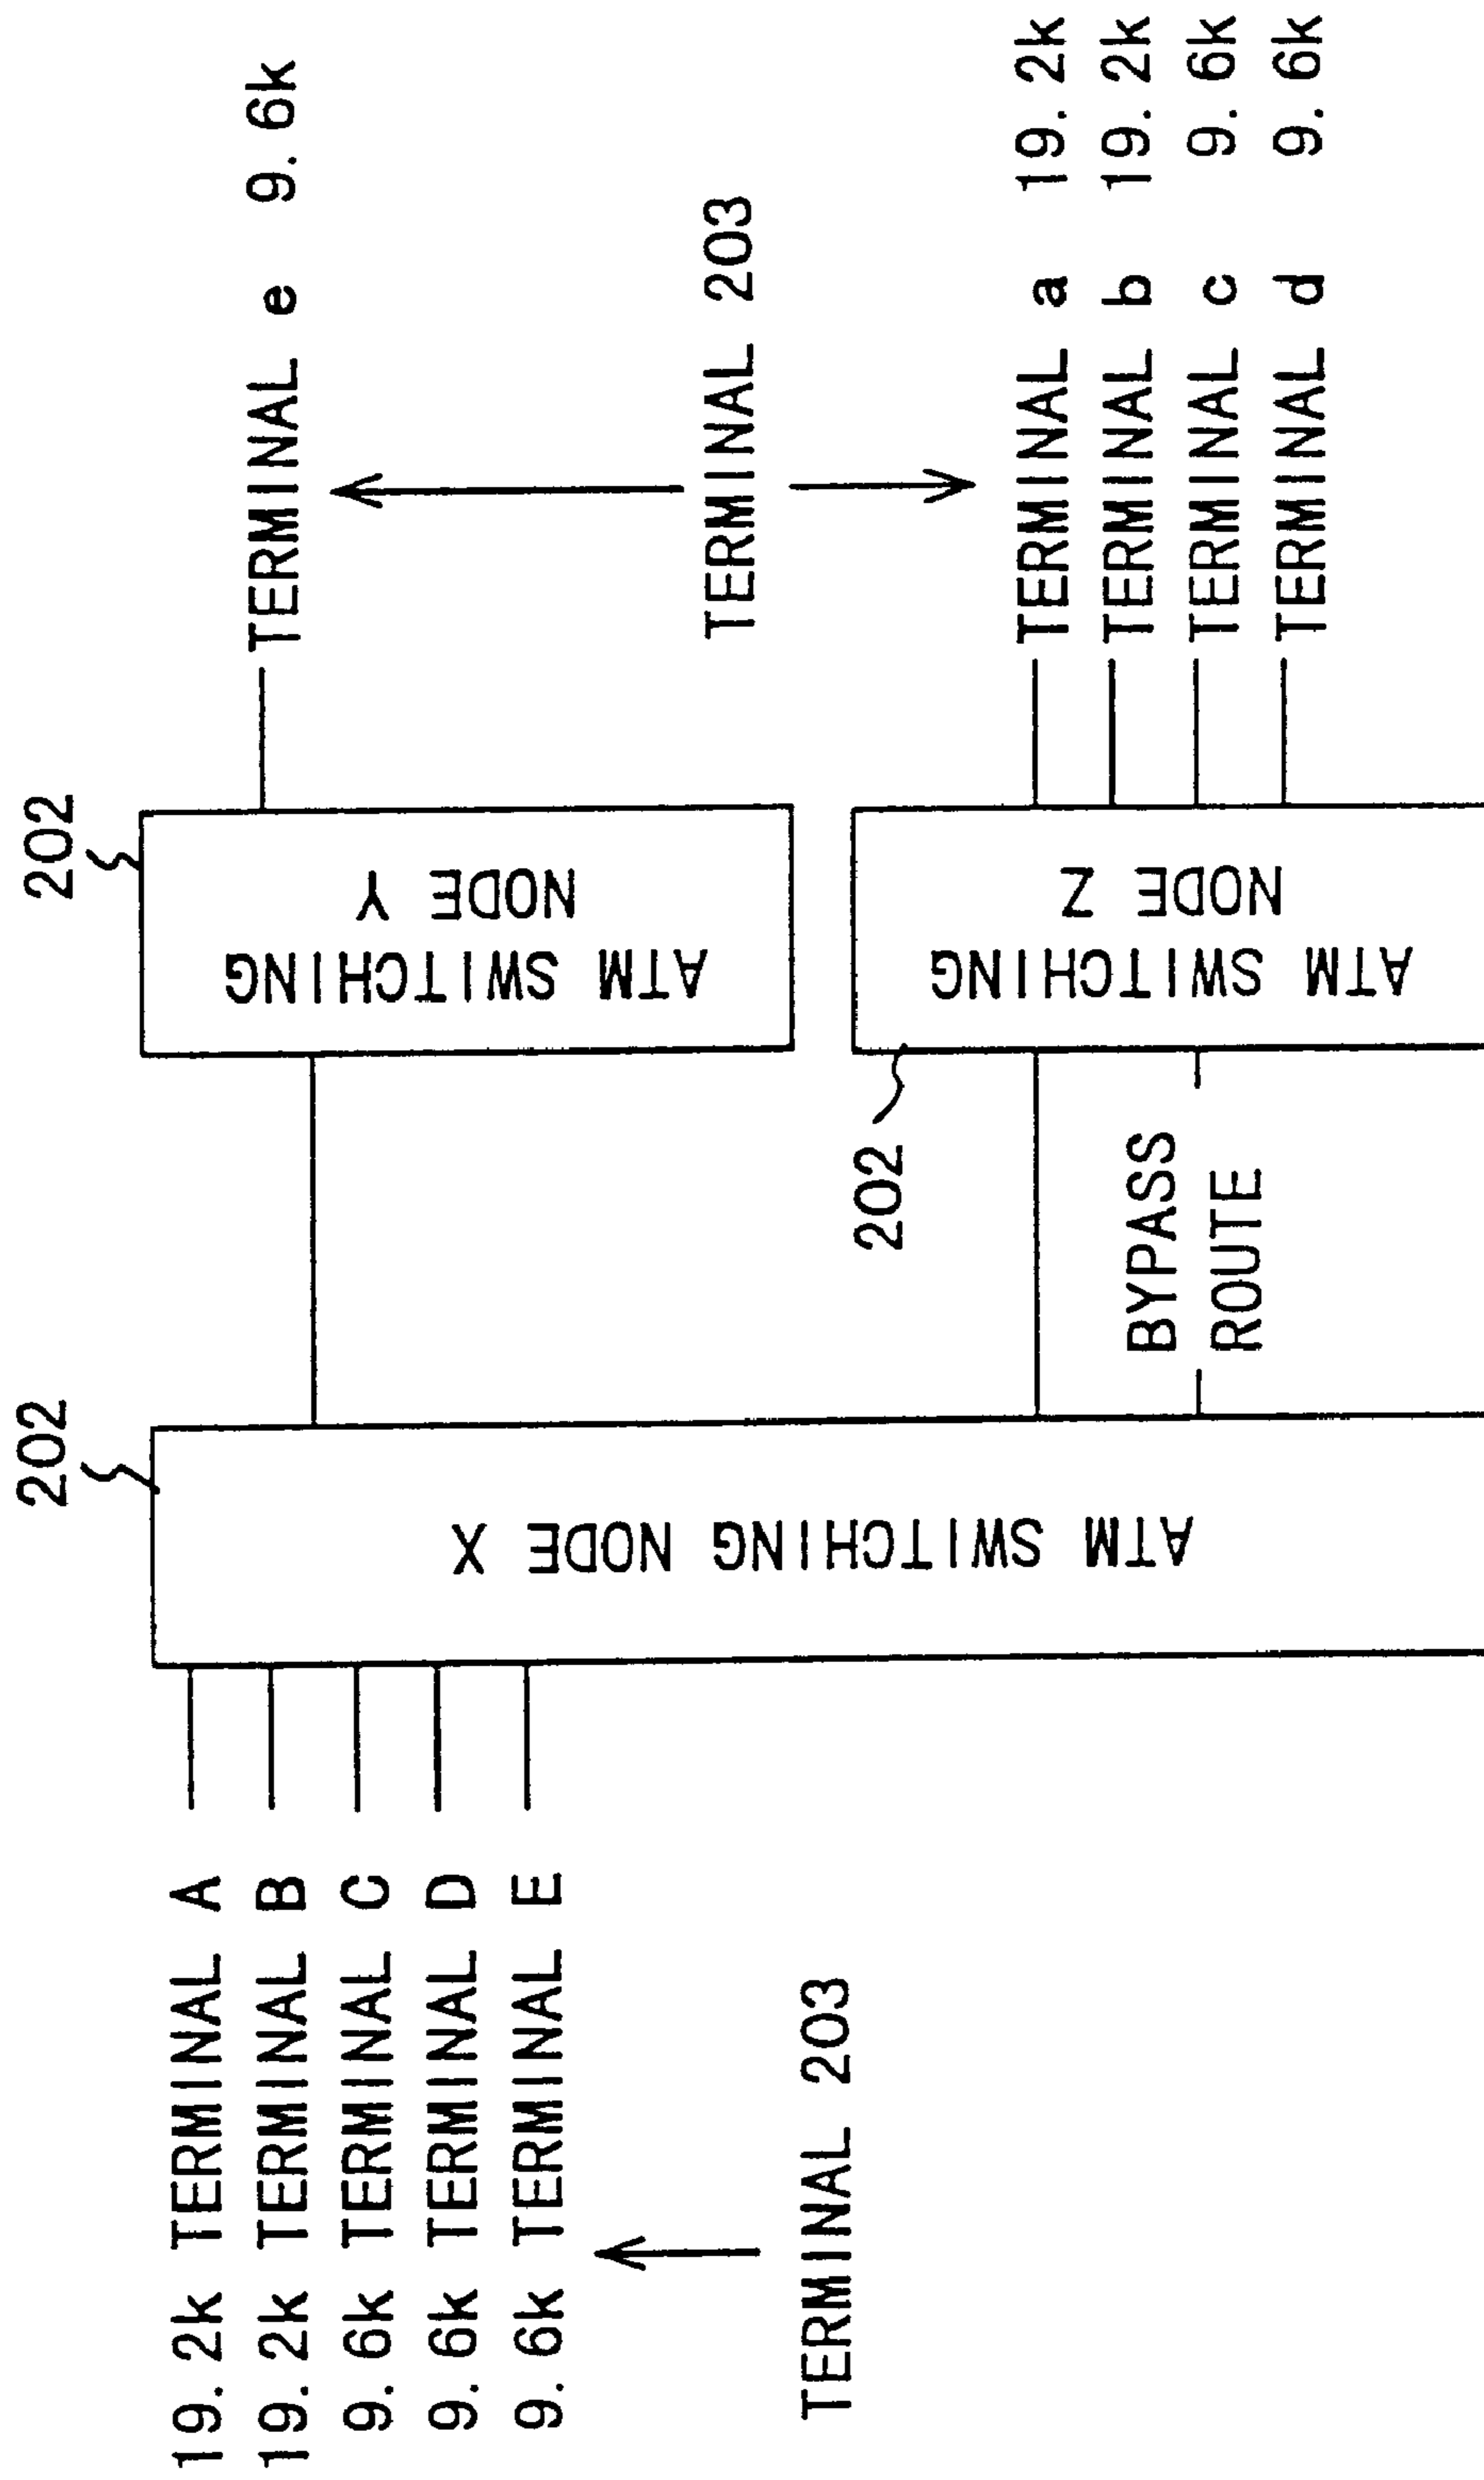 202
202
19. 2k TERMINAL A
19. 2k TERMINAL B
9. 6k TERMINAL C
9. 6k TERMINAL D
9. 6k TERMINAL E
TERMINAL 203
ATM SWITCHING NODE X
ATM SWITCHING
NODE Y
TERMINAL e 9. 6k
TERMINAL 203
202
BYPASS
ROUTE
ATM SWITCHING
NODE Z
TERMINAL a 19. 2k
TERMINAL b 19. 2k
TERMINAL c 9. 6k
TERMINAL d 9. 6k